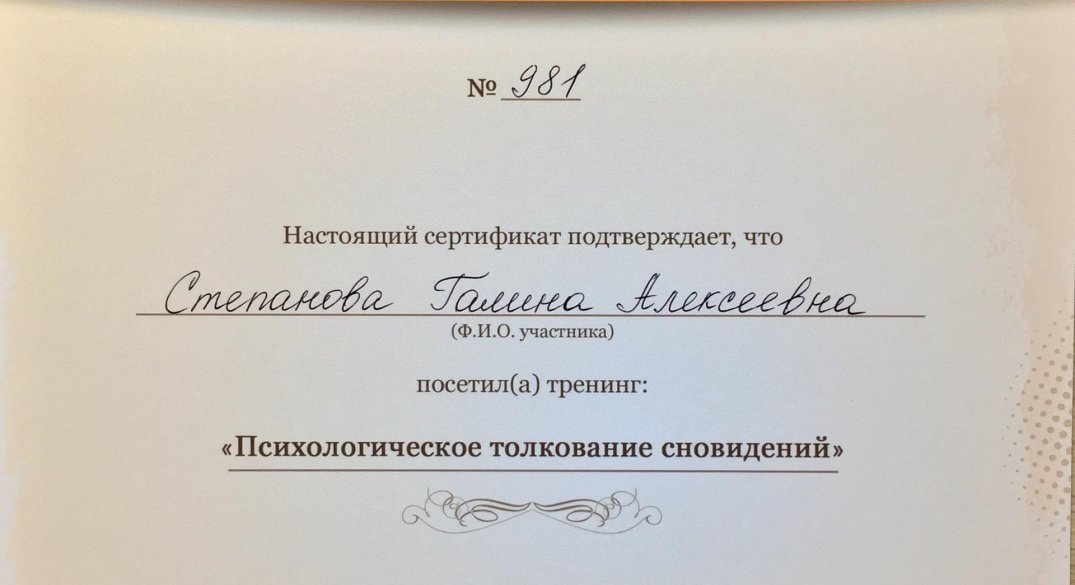 № 981
Настоящий сертификат подтверждает, что
Степанова Галина Алексеевна
(Ф.И.О. участника)
посетил(а) тренинг:
«Психологическое толкование сновидений»